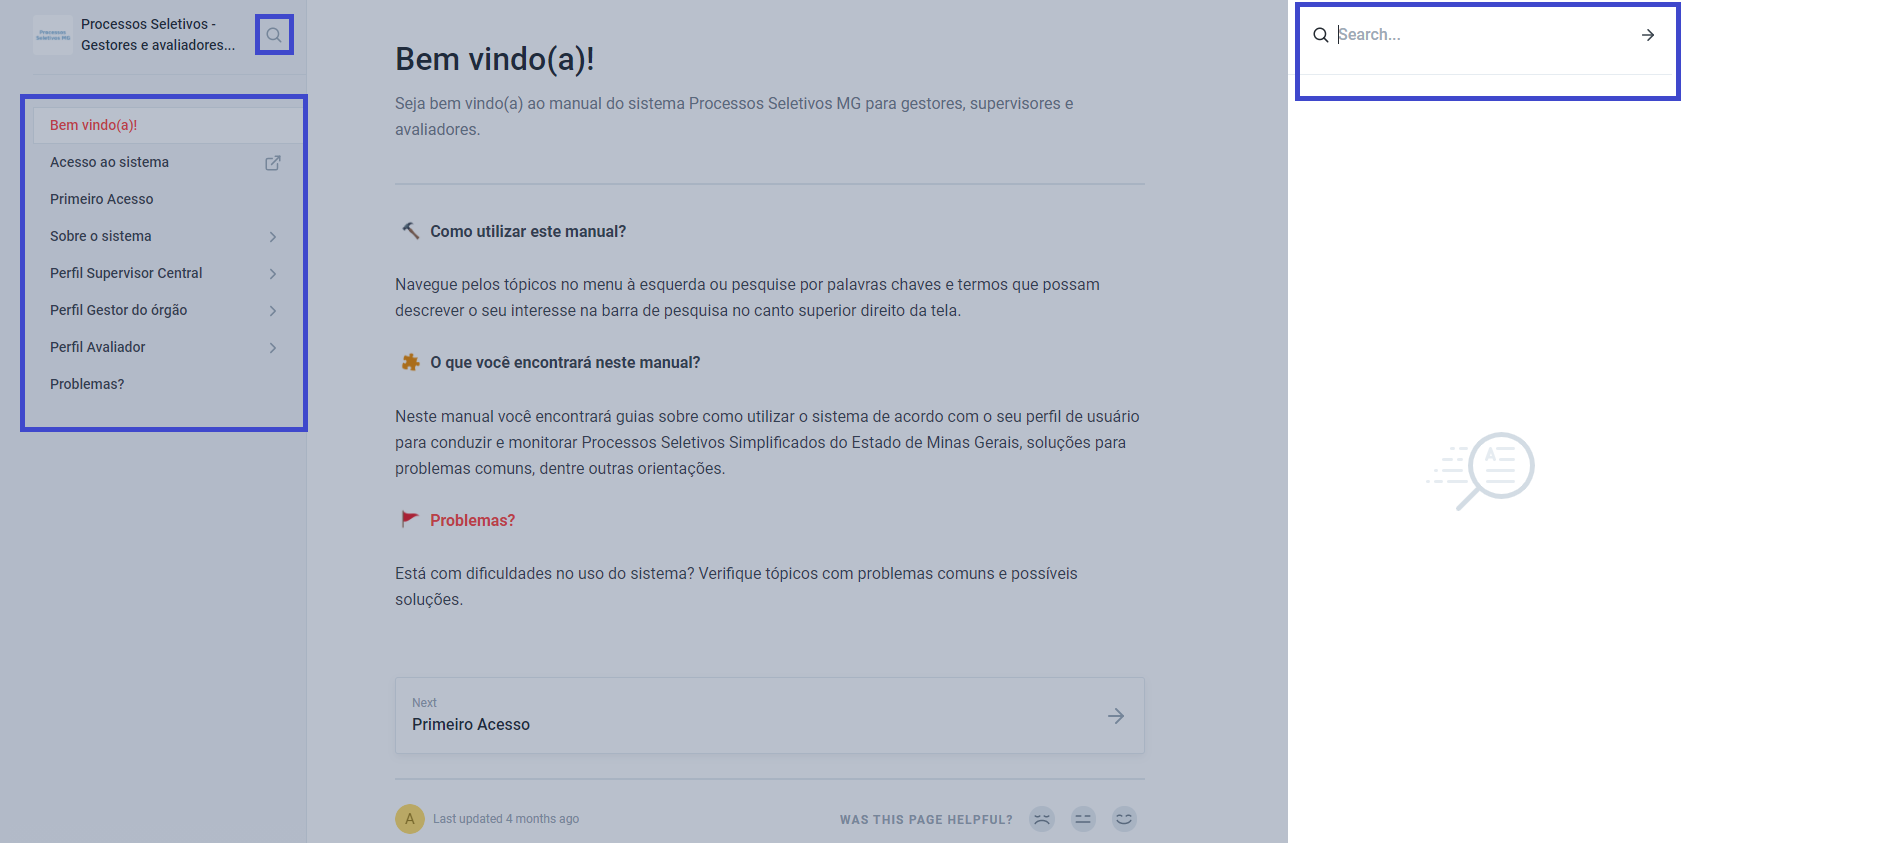 Processos
Seletivos MG
Processos Seletivos -
Gestores e avaliadores...
Bem vindo(a)!
Acesso ao sistema
Primeiro Acesso
Sobre o sistema
Perfil Supervisor Central
Perfil Gestor do órgão
Perfil Avaliador
Problemas?
Bem vindo(a)!
Seja bem vindo(a) ao manual do sistema Processos Seletivos MG para gestores, supervisores e
avaliadores.
Como utilizar este manual?
Navegue pelos tópicos no menu à esquerda ou pesquise por palavras chaves e termos que possam
descrever o seu interesse na barra de pesquisa no canto superior direito da tela.
O que você encontrará neste manual?
Neste manual você encontrará guias sobre como utilizar o sistema de acordo com o seu perfil de usuário
para conduzir e monitorar Processos Seletivos Simplificados do Estado de Minas Gerais, soluções para
problemas comuns, dentre outras orientações.
Problemas?
Está com dificuldades no uso do sistema? Verifique tópicos com problemas comuns e possíveis
soluções.
Next
Primeiro Acesso
A
Last updated 4 months ago
WAS THIS PAGE HELPFUL?
Search...
A